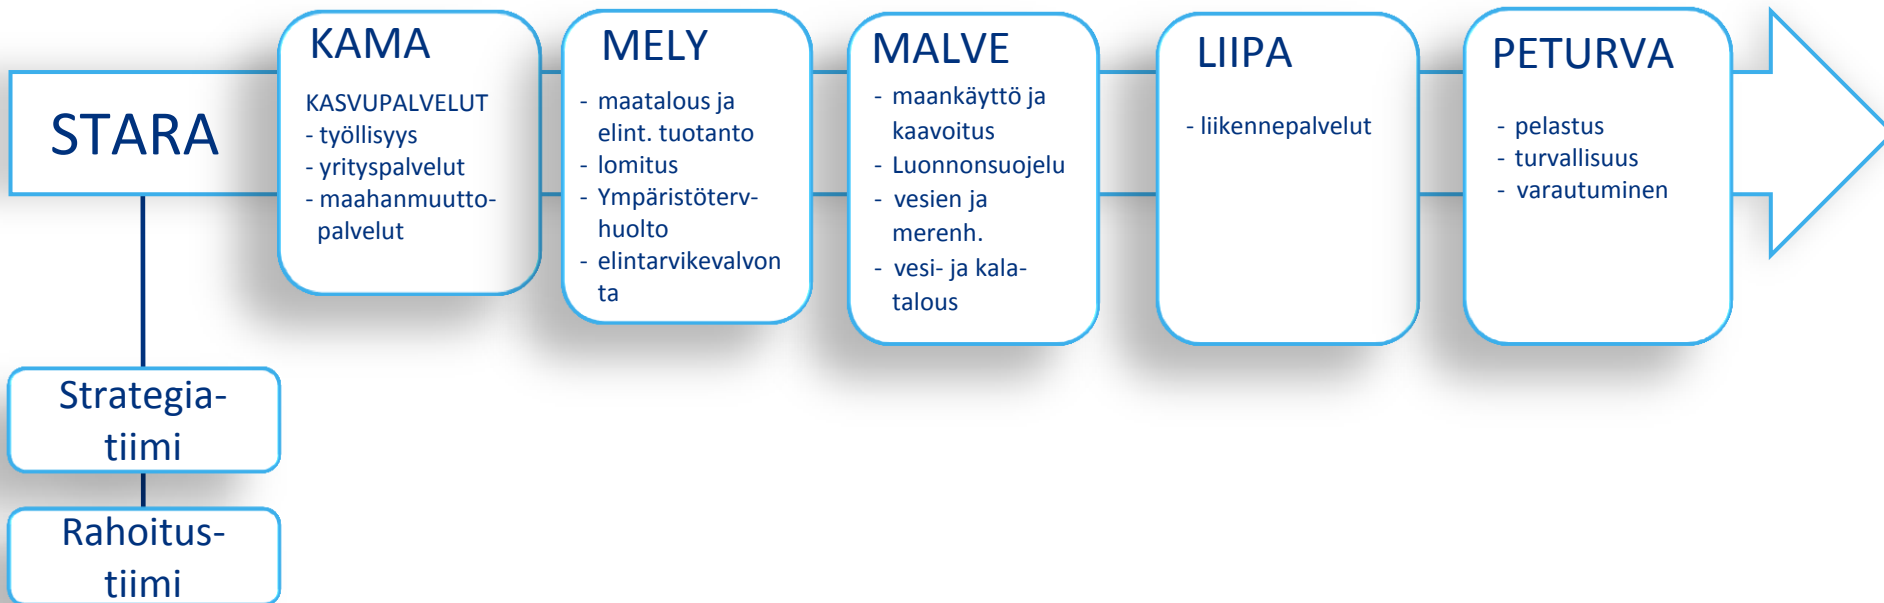 STARA
KAMA
KASVUPALVELUT
- työllisyys
- yrityspalvelut
- maahanmuutto-
palvelut
MELY
- maatalous ja
elint. tuotanto
- lomitus
- Ympäristöterv-
huolto
- elintarvikevalvon
ta
MALVE
- maankäyttö ja
kaavoitus
- Luonnonsuojelu
- vesien ja
merenh.
- vesi- ja kala-
talous
LIIPA
- liikennepalvelut
PETURVA
- pelastus
- turvallisuus
- varautuminen
Strategia-
tiimi
Rahoitus-
tiimi